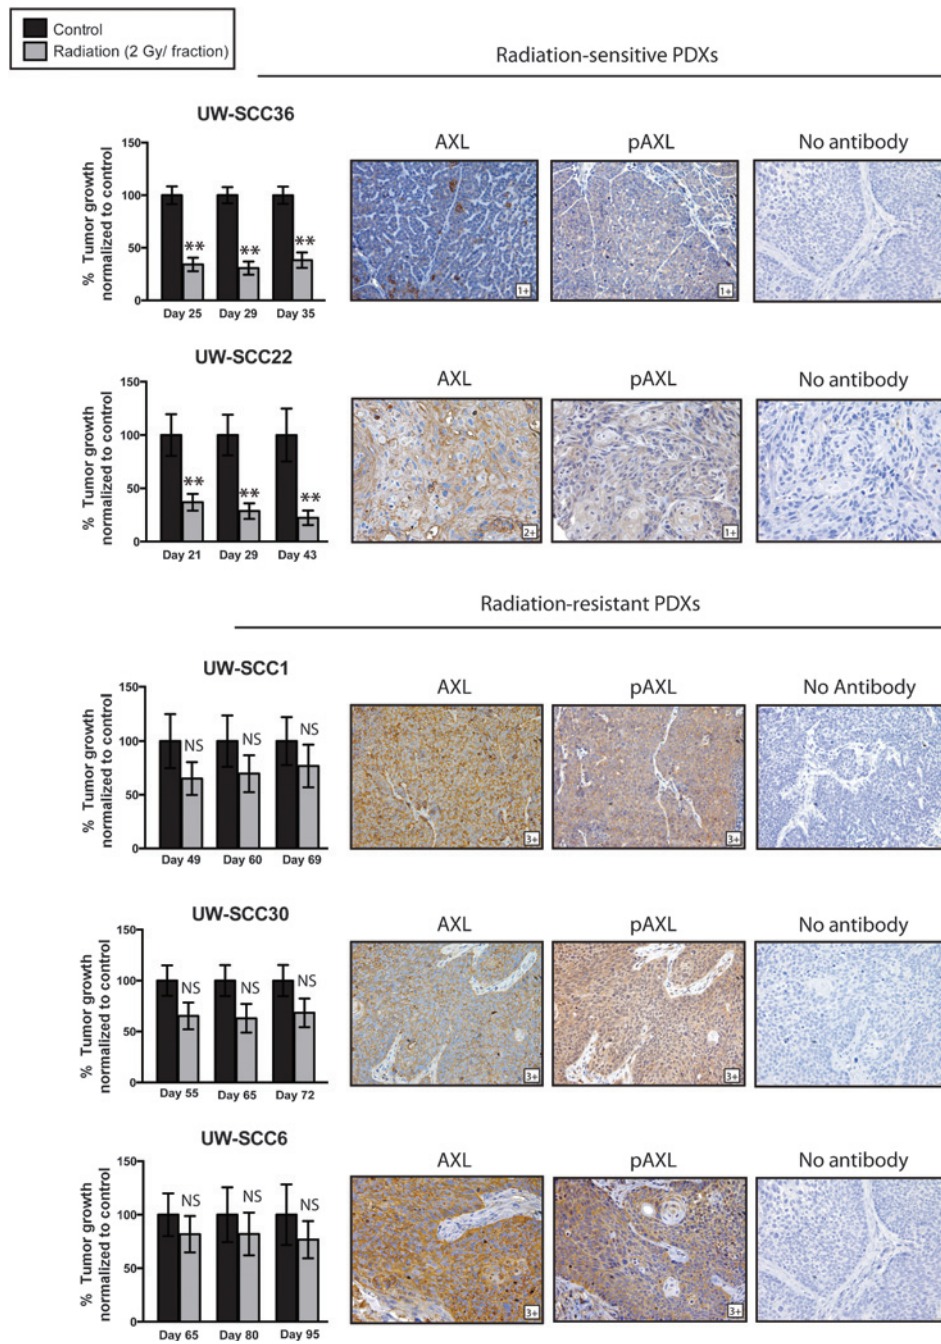 Control
Radiation (2 Gy/ fraction)
Radiation-sensitive PDXs
UW-SCC36
% Tumor growth
normalized to control
150
100
50
0
**
**
**
Day 25
Day 29
Day 35
AXL
pAXL
No antibody
1+
1+
UW-SCC22
% Tumor growth
normalized to control
150
100
50
0
**
**
**
Day 21
Day 29
Day 43
AXL
pAXL
No antibody
2+
1+
Radiation-resistant PDXs
UW-SCC1
% Tumor growth
normalized to control
150
100
50
0
NS
NS
NS
Day 49
Day 60
Day 69
AXL
pAXL
No Antibody
3+
3+
UW-SCC30
% Tumor growth
normalized to control
150
100
50
0
NS
NS
NS
Day 55
Day 65
Day 72
AXL
pAXL
No antibody
3+
3+
UW-SCC6
% Tumor growth
normalized to control
150
100
50
0
NS
NS
NS
Day 65
Day 80
Day 95
AXL
pAXL
No antibody
3+
3+